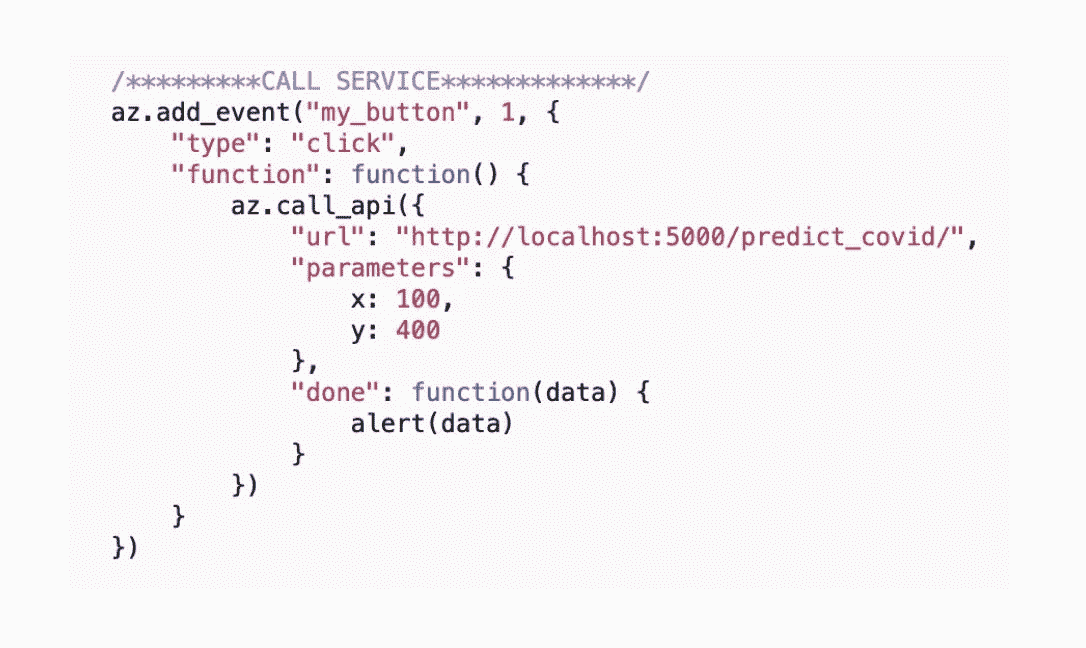 /*********CALL SERVICE*************/
az.add_event("my_button", 1, {
    "type": "click",
    "function": function() {
        az.call_api({
            "url": "http://localhost:5000/predict_covid/",
            "parameters": {
                x: 100,
                y: 400
            },
            "done": function(data) {
                alert(data)
            }
        })
    }
})